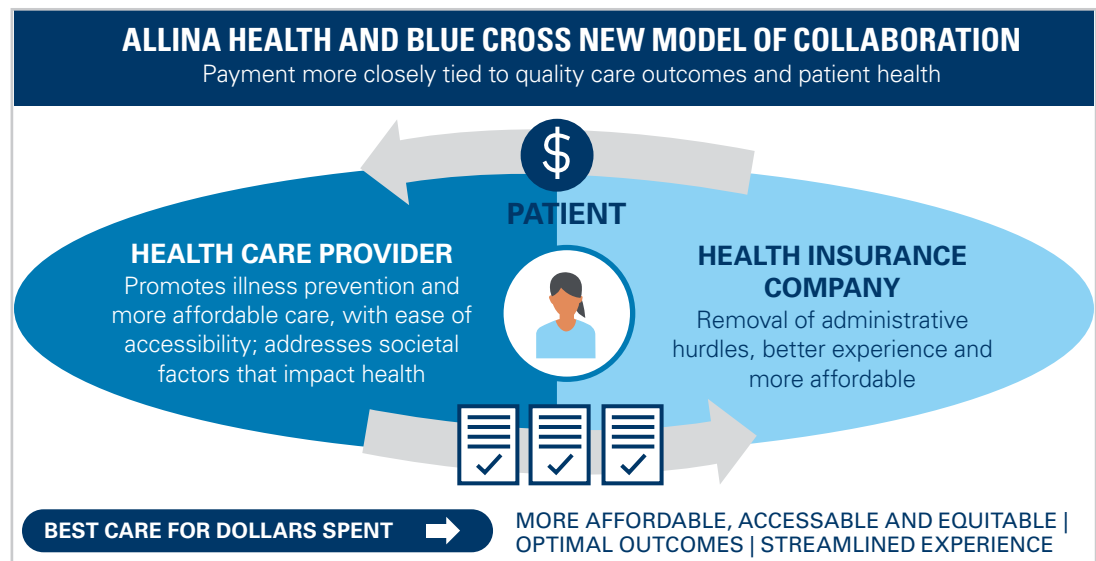 ALLINA HEALTH AND BLUE CROSS NEW MODEL OF COLLABORATION
Payment more closely tied to quality care outcomes and patient health
$
PATIENT
HEALTH CARE PROVIDER
Promotes illness prevention and
more affordable care, with ease of
accessibility; addresses societal
factors that impact health
HEALTH INSURANCE
COMPANY
Removal of administrative
hurdles, better experience and
more affordable
BEST CARE FOR DOLLARS SPENT
MORE AFFORDABLE, ACCESSABLE AND EQUITABLE |
OPTIMAL OUTCOMES | STREAMLINED EXPERIENCE